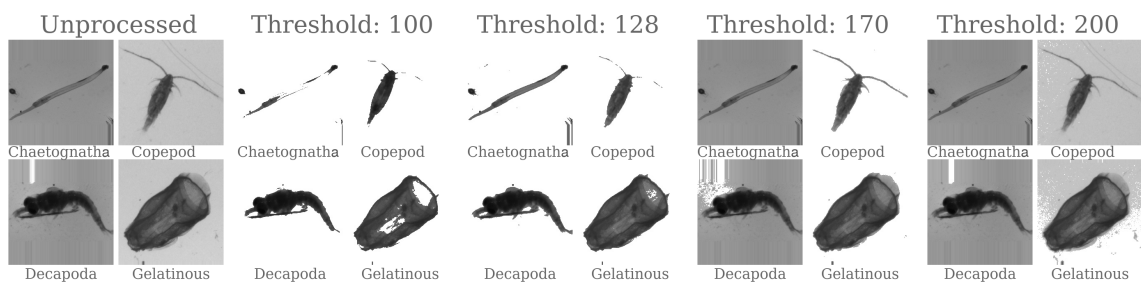 Unprocessed Threshold: 100 Threshold: 128 Threshold: 170 Threshold: 200
Chaetognatha Copepod Chaetognatha Copepod Chaetognatha Copepod Chaetognatha Copepod Chaetognatha Copepod
Decapoda Gelatinous Decapoda Gelatinous Decapoda Gelatinous Decapoda Gelatinous Decapoda Gelatinous